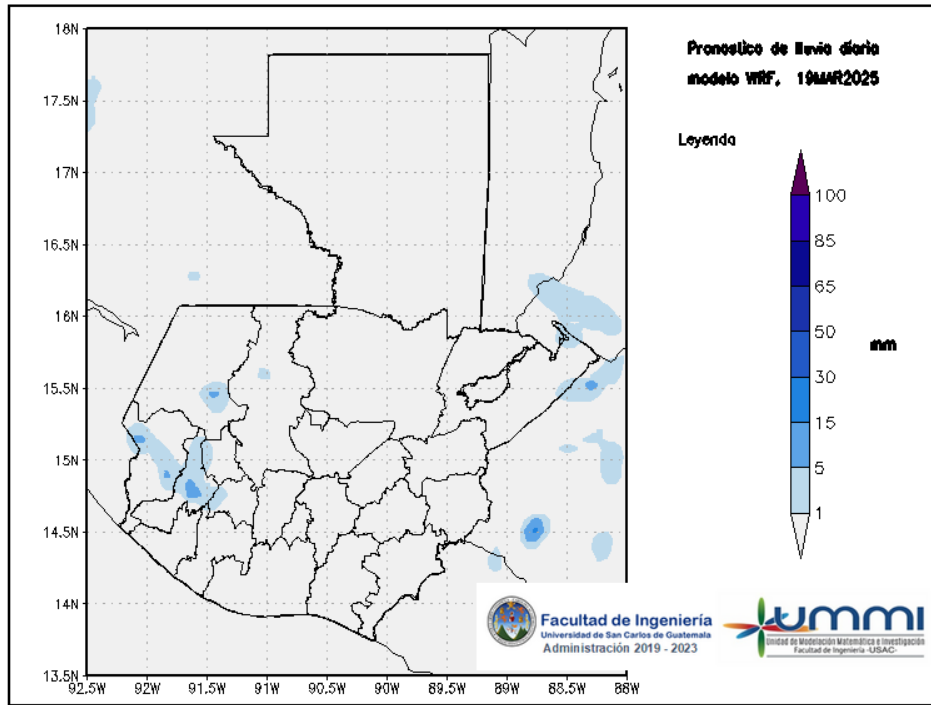 Pronostico de lluvia diaria
modelo WRF, 19MAR2025
Leyenda
100
85
65
50
30
15
5
1
mm
18N
17.5N
17N
16.5N
16N
15.5N
15N
14.5N
14N
13.5N
92.5W 92W 91.5W 91W 90.5W 90W 89.5W 89W 88.5W 88W
Facultad de Ingeniería
Universidad de San Carlos de Guatemala
Administración 2019 - 2023
UMMI
Unidad de Modelación Matemática e Investigación
Facultad de Ingeniería -USAC-